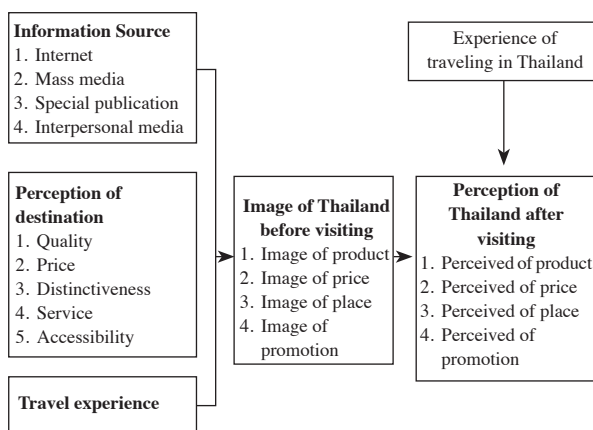 Information Source
1. Internet
2. Mass media
3. Special publication
4. Interpersonal media
Experience of
traveling in Thailand
Perception of
destination
1. Quality
2. Price
3. Distinctiveness
4. Service
5. Accessibility
Image of Thailand
before visiting
1. Image of product
2. Image of price
3. Image of place
4. Image of
promotion
Perception of
Thailand after
visiting
1. Perceived of product
2. Perceived of price
3. Perceived of place
4. Perceived of
promotion
Travel experience